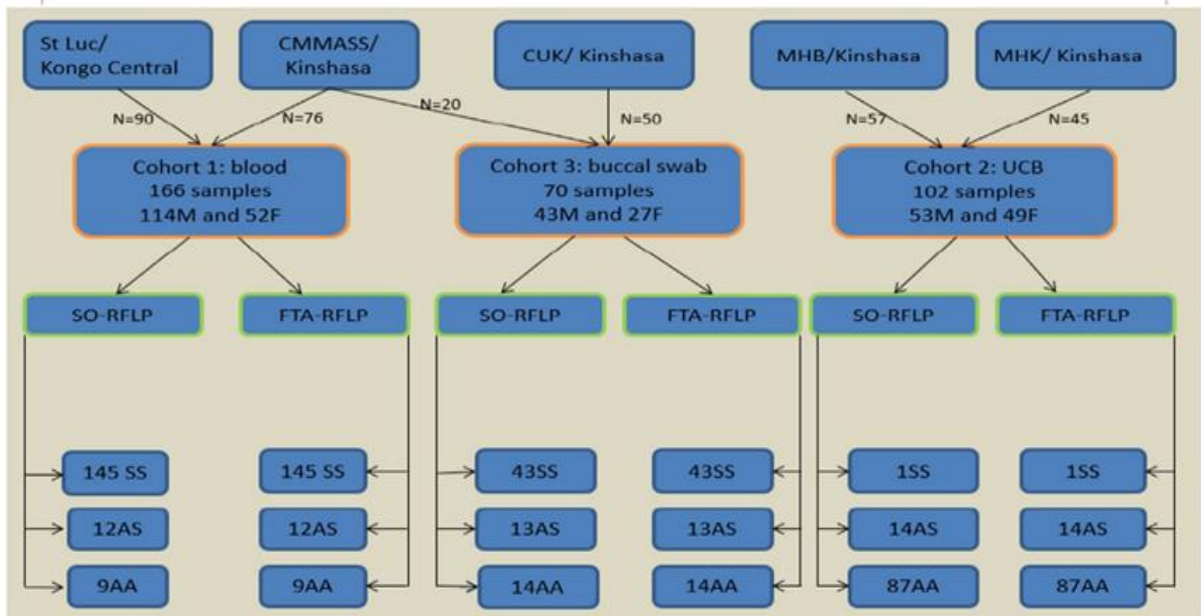 St Luc/
Kongo Central
CMMASS/
Kinshasa
CUK/ Kinshasa
MHB/Kinshasa
MHK/ Kinshasa
N=90
N=76
N=20
N=50
N=57
N=45
Cohort 1: blood
166 samples
114M and 52F
Cohort 3: buccal swab
70 samples
43M and 27F
Cohort 2: UCB
102 samples
53M and 49F
SO-RFLP
FTA-RFLP
SO-RFLP
FTA-RFLP
SO-RFLP
FTA-RFLP
145 SS
145 SS
43SS
43SS
1SS
1SS
12AS
12AS
13AS
13AS
14AS
14AS
9AA
9AA
14AA
14AA
87AA
87AA